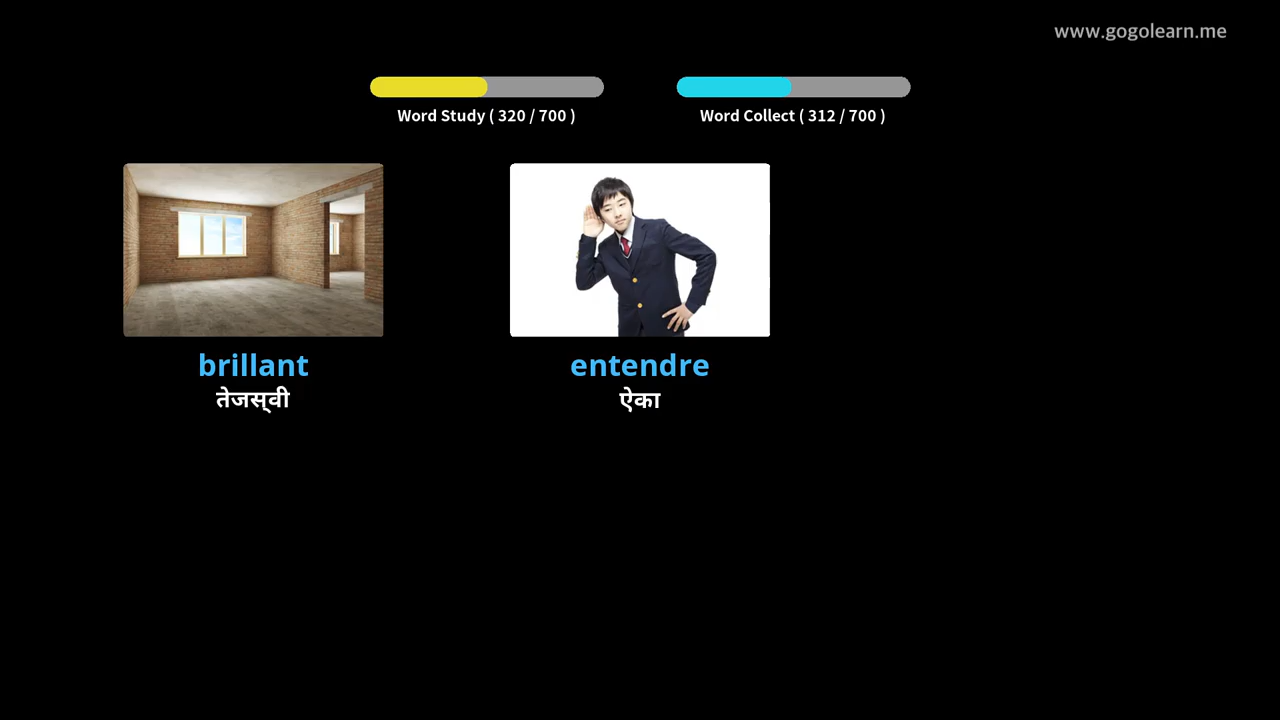 www.gogolearn.me
Word Study ( 320 / 700 )
Word Collect ( 312 / 700 )
brillant
तेजस्वी
entendre
ऐका